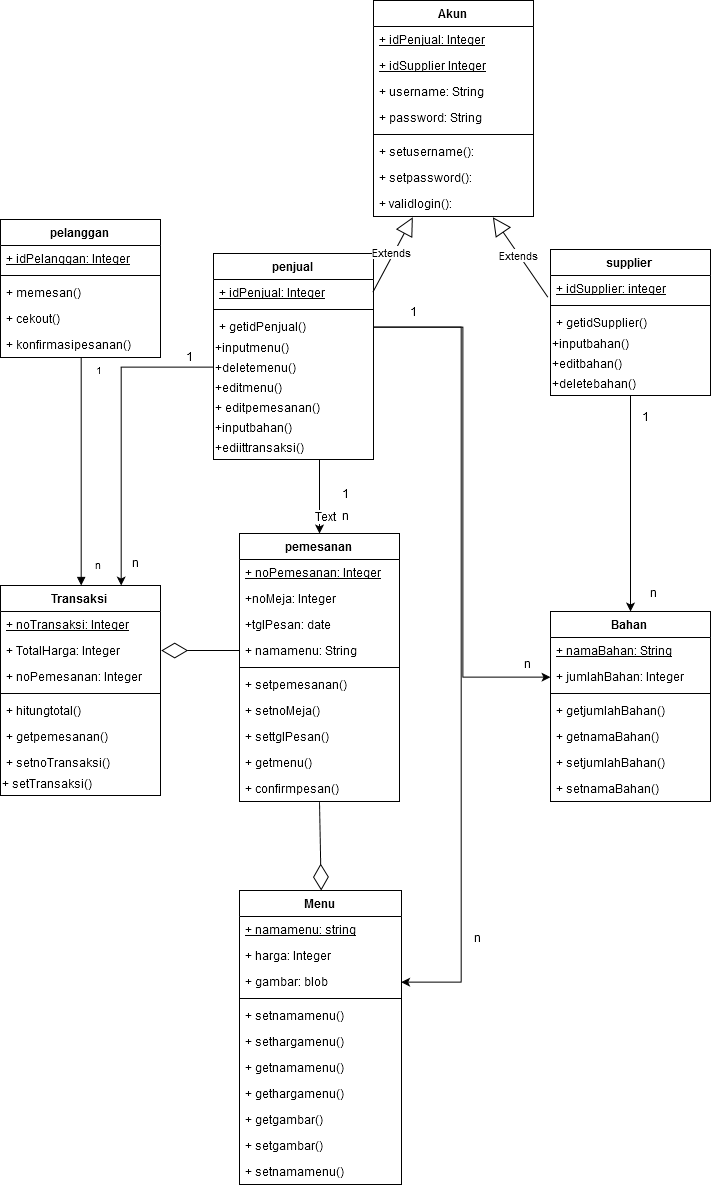 Akun
+ idPenjual: Integer
+ idSupplier Integer
+ username: String
+ password: String
+ setusername():
+ setpassword():
+ validlogin():
Extends
Extends
pelanggan
+ idPelanggan: Integer
+ memesan()
+ cekout()
+ konfirmasipesanan()
penjual
+ idPenjual: Integer
+ getidPenjual()
+inputmenu()
+deletemenu()
+editmenu()
+ editpemesanan()
+inputbahan()
+ediittransaksi()
supplier
+ idSupplier: integer
+ getidSupplier()
+inputbahan()
+editbahan()
+deletebahan()
1
1
1
1
1
Text
n
n
n
n
n
n
pemesanan
+ noPemesanan: Integer
+noMeja: Integer
+tglPesan: date
+ namamenu: String
+ setpemesanan()
+ setnoMeja()
+ settglPesan()
+ getmenu()
+ confirmpesan()
Transaksi
+ noTransaksi: Integer
+ TotalHarga: Integer
+ noPemesanan: Integer
+ hitungtotal()
+ getpemesanan()
+ setnoTransaksi()
+ setTransaksi()
Bahan
+ namaBahan: String
+ jumlahBahan: Integer
+ getjumlahBahan()
+ getnamaBahan()
+ setjumlahBahan()
+ setnamaBahan()
Menu
+ namamenu: string
+ harga: Integer
+ gambar: blob
+ setnamamenu()
+ sethargamenu()
+ getnamamenu()
+ gethargamenu()
+ getgambar()
+ setgambar()
+ setnamamenu()